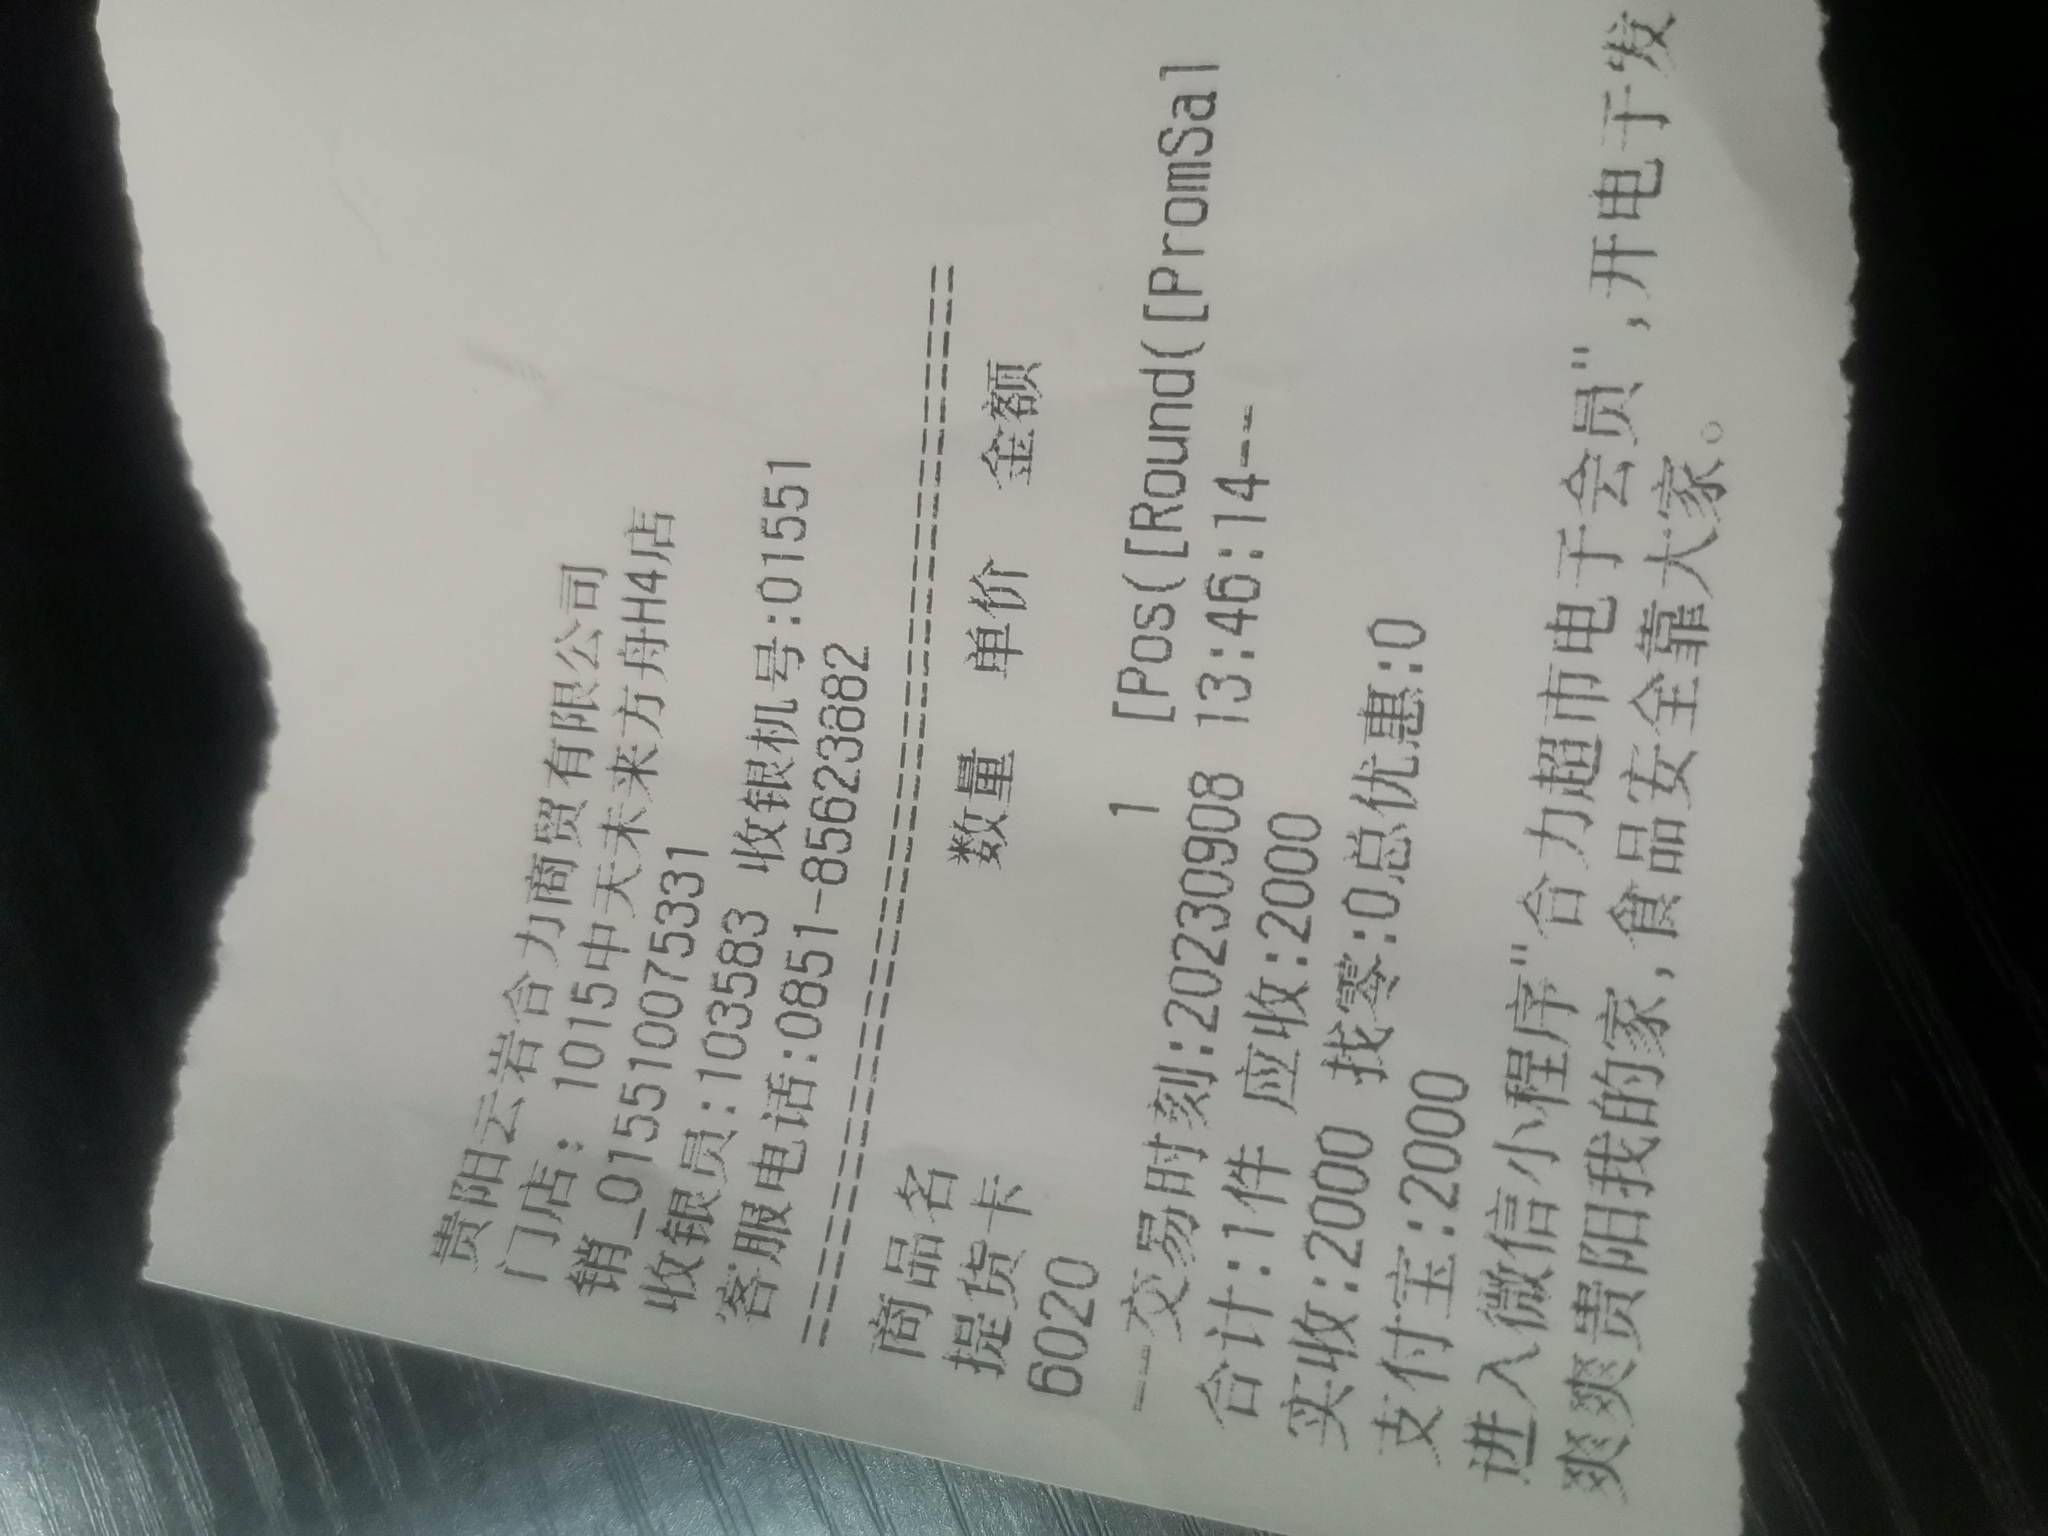 贵阳云岩合力商贸有限公司
门店: 1015中天未来方舟H4店
销_015510075331
收银员:103583 收银机号:01551
客服电话:0851-85623882
================================
商品名 数量 单价 金额
提货卡
6020 1 [Pos([Round([PromSal
--交易时刻:20230908 13:46:14--
合计:1件 应收:2000
实收:2000 找零:0总优惠:0
支付宝:2000
进入微信小程序"合力超市电子会员",开电子发
爽爽贵阳我的家,食品安全靠大家。